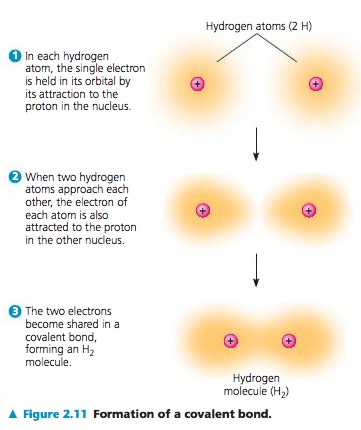 Hydrogen atoms (2 H)
1 In each hydrogen
atom, the single electron
is held in its orbital by
its attraction to the
proton in the nucleus.
+ +
2 When two hydrogen
atoms approach each
other, the electron of
each atom is also
attracted to the proton
in the other nucleus.
+ +
3 The two electrons
become shared in a
covalent bond,
forming an H₂
molecule.
+ +
Hydrogen
molecule (H₂)
▲ Figure 2.11 Formation of a covalent bond.